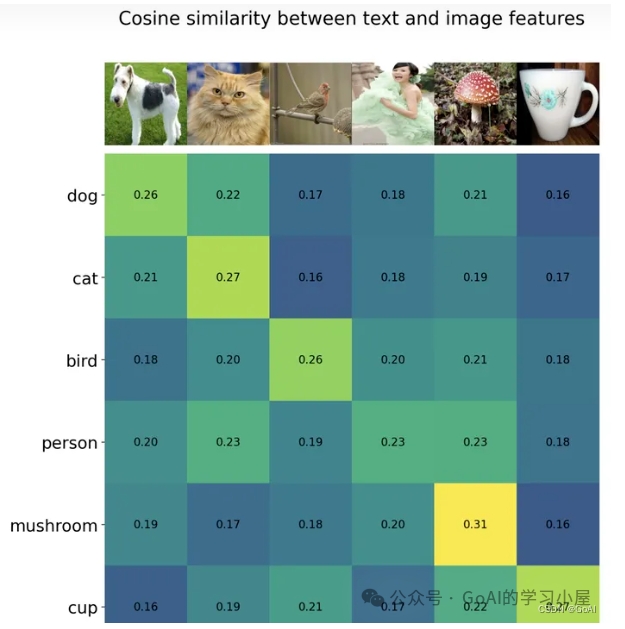 Cosine similarity between text and image features
dog 0.26 0.22 0.17 0.18 0.21 0.16
cat 0.21 0.27 0.16 0.18 0.19 0.17
bird 0.18 0.20 0.26 0.20 0.21 0.18
person 0.20 0.23 0.19 0.23 0.23 0.18
mushroom 0.19 0.17 0.18 0.20 0.31 0.16
cup 0.16 0.19 0.21 0.17 0.22 0.27
公众号 · GoAI的学习小屋
CSDN @GoAI